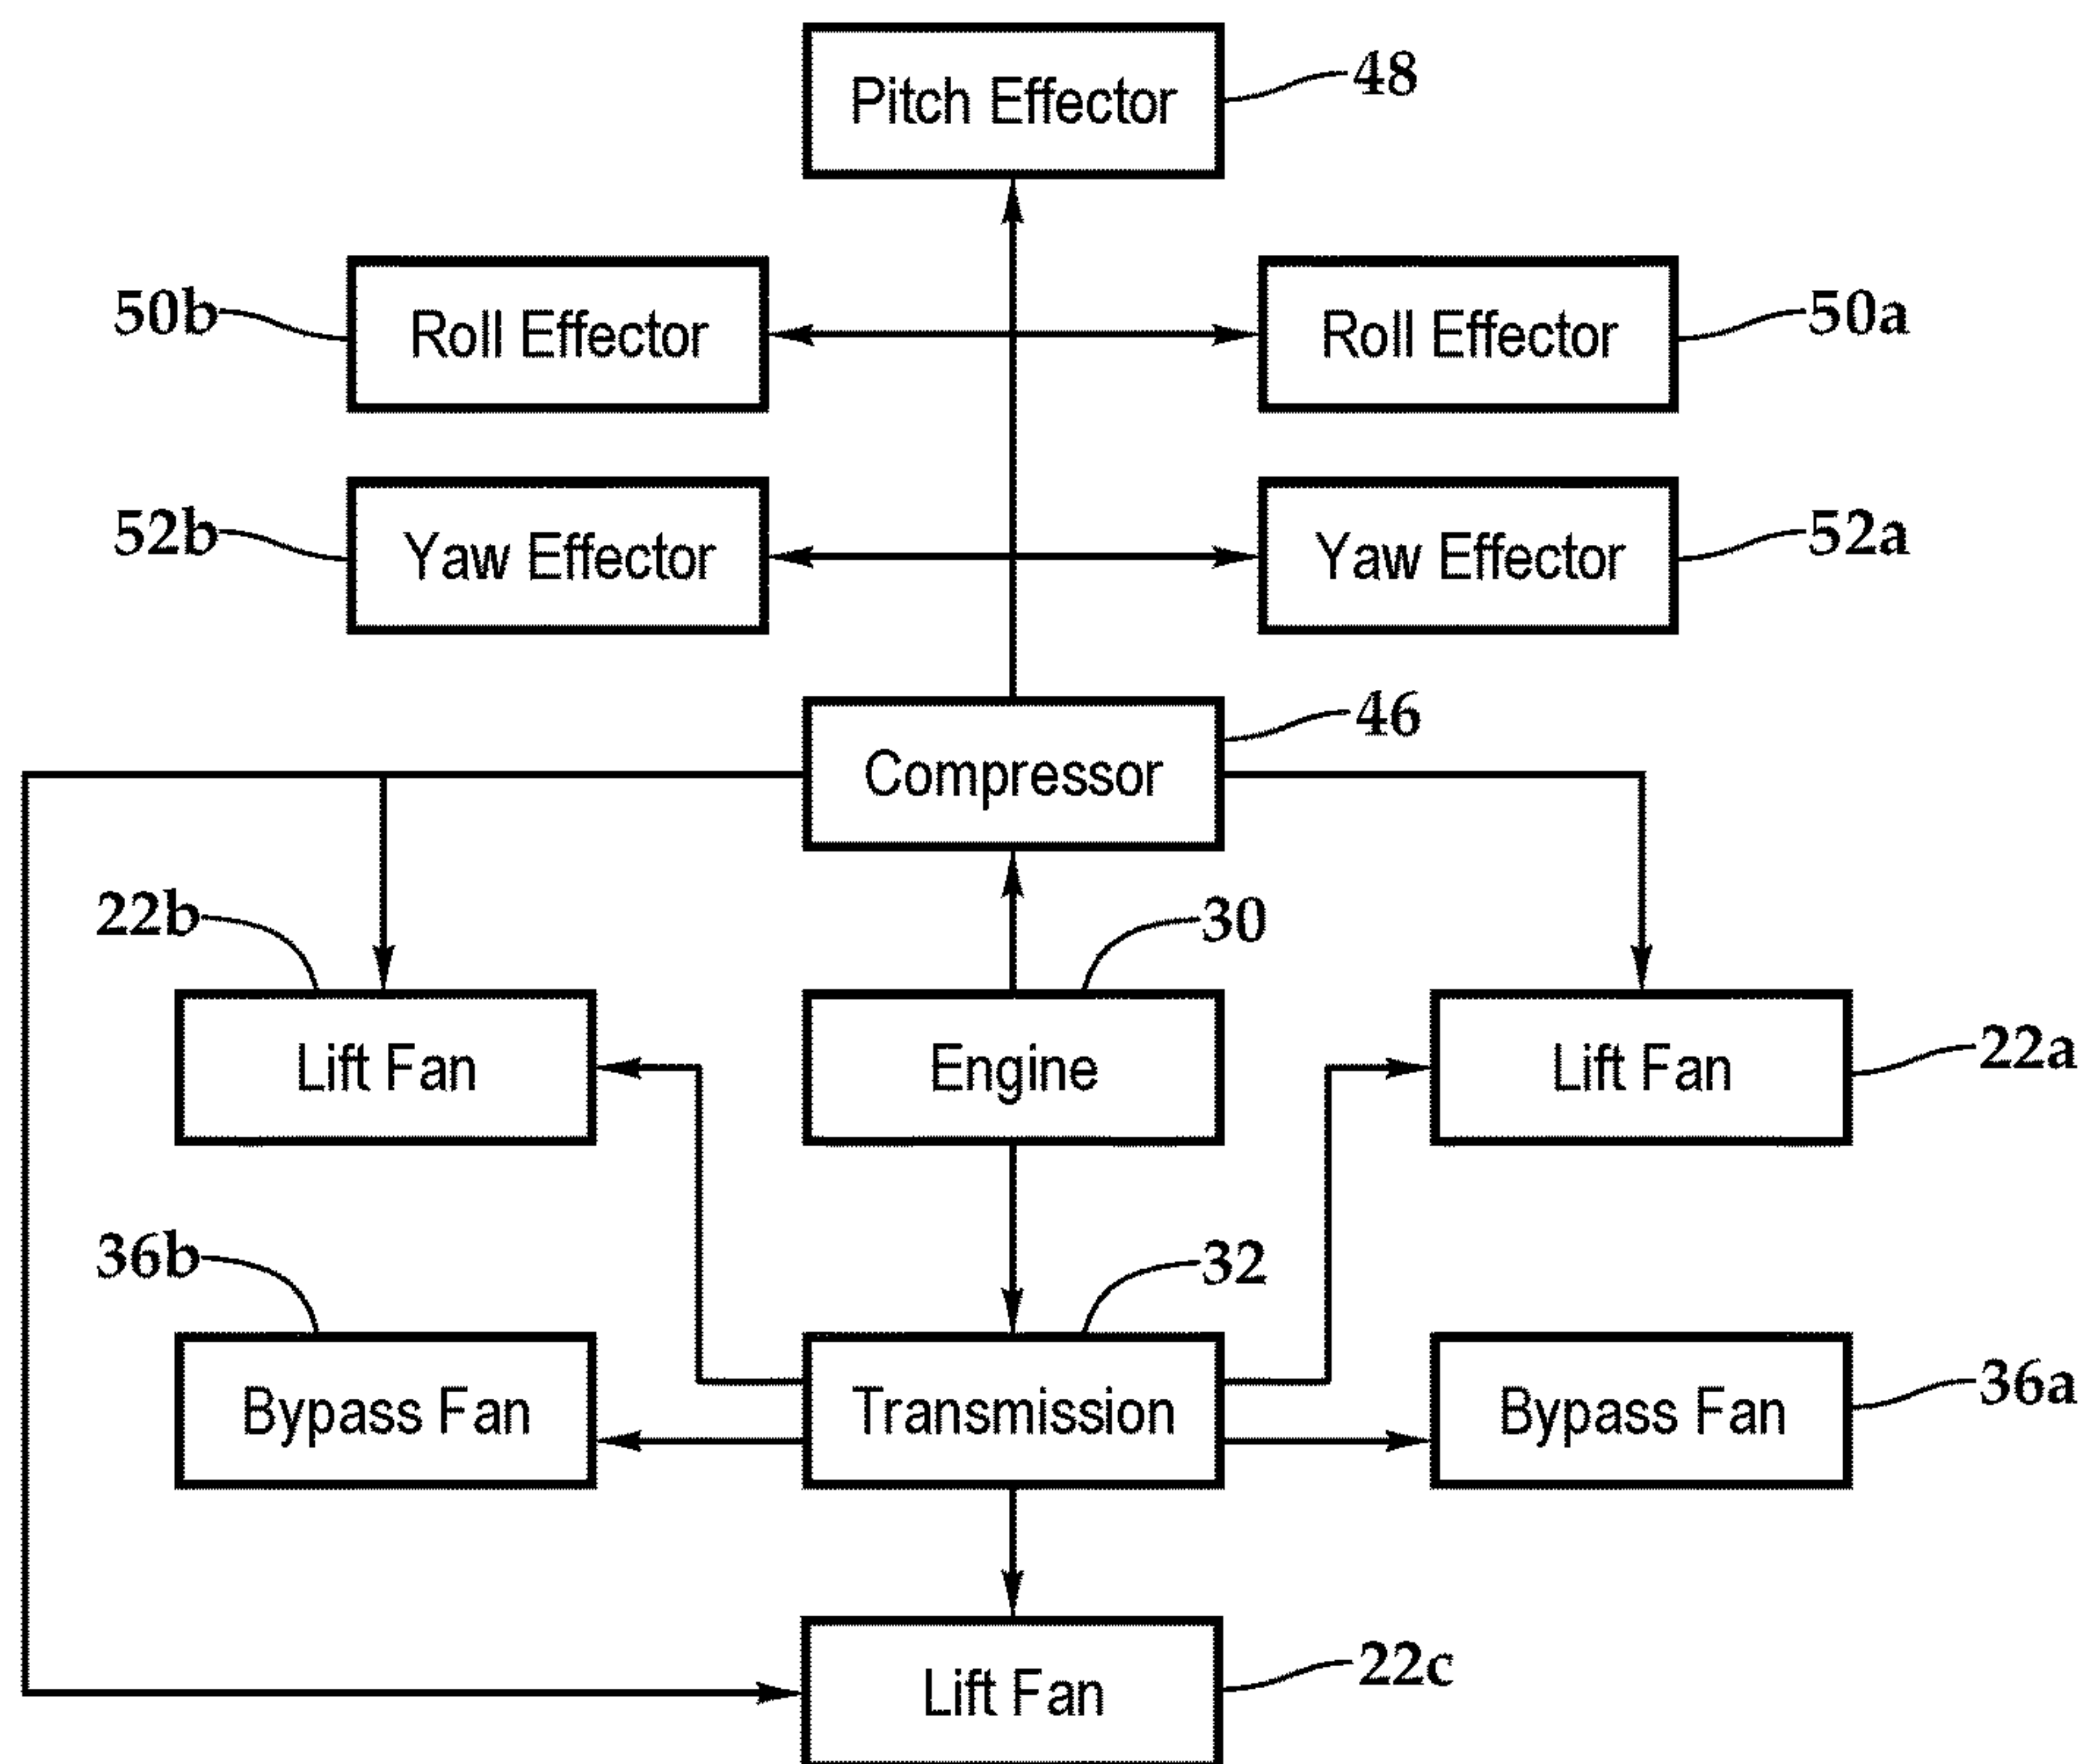 Pitch Effector
48
50b
Roll Effector
Roll Effector
50a
52b
Yaw Effector
Yaw Effector
52a
Compressor
46
22b
30
Lift Fan
Engine
Lift Fan
22a
36b
32
Bypass Fan
Transmission
Bypass Fan
36a
Lift Fan
22c